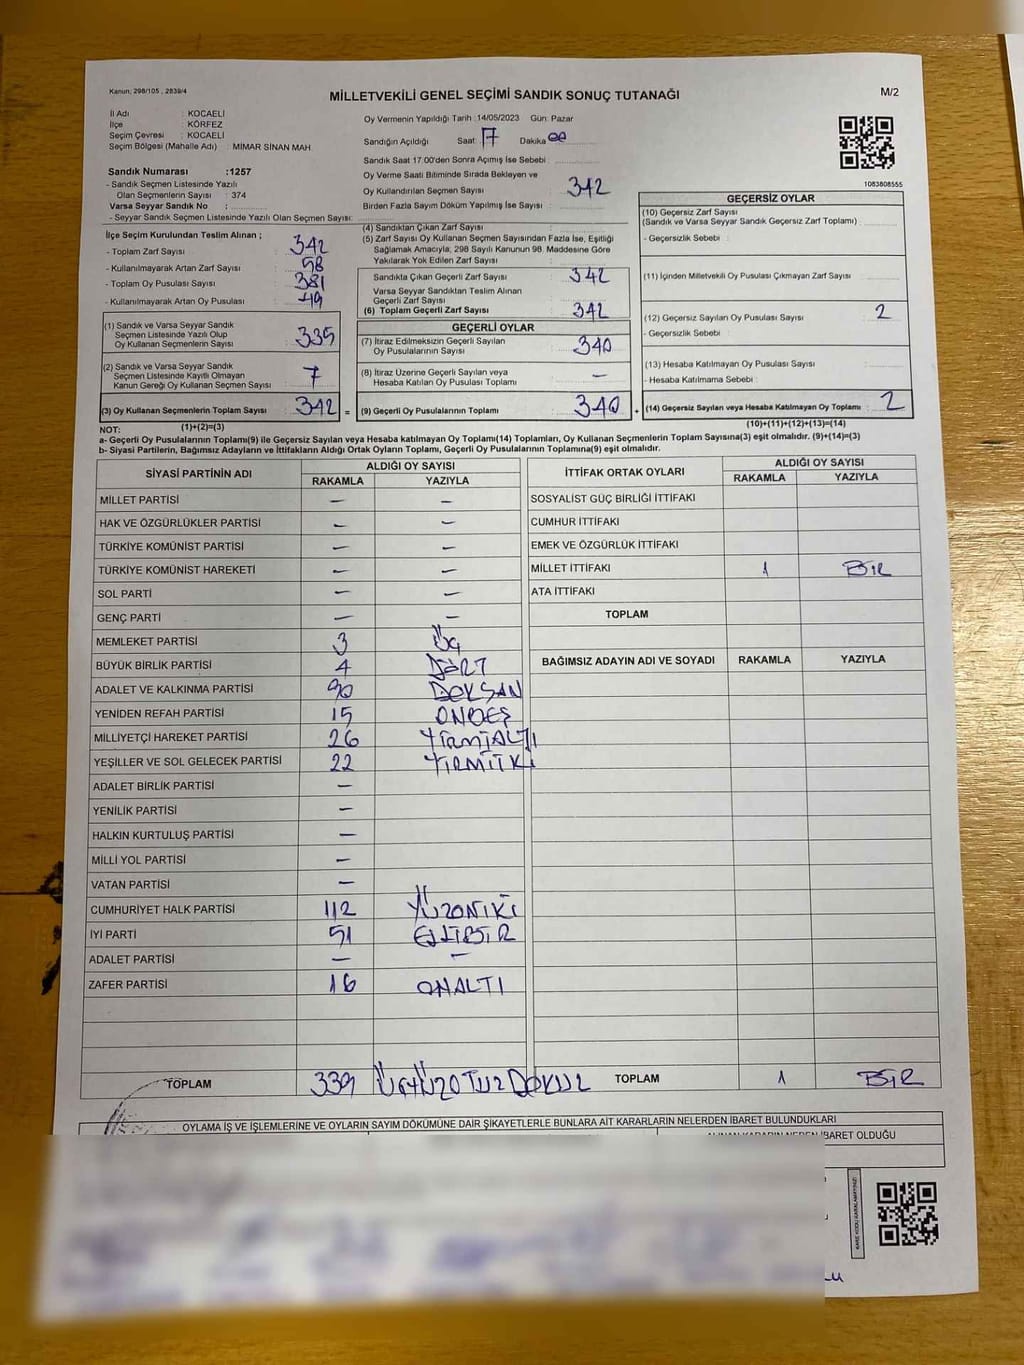 Kanun; 298/105 , 2839/4
MİLLETVEKİLİ GENEL SEÇİMİ SANDIK SONUÇ TUTANAĞI
M/2
İl Adı : KOCAELİ
İlçe : KÖRFEZ
Seçim Çevresi : KOCAELİ
Seçim Bölgesi (Mahalle Adı) : MİMAR SİNAN MAH
Sandık Numarası :1257
- Sandık Seçmen Listesinde Yazılı
Olan Seçmenlerin Sayısı : 374
Varsa Seyyar Sandık No :
- Seyyar Sandık Seçmen Listesinde Yazılı Olan Seçmen Sayısı:
Oy Vermenin Yapıldığı Tarih :14/05/2023 Gün: Pazar
Sandığın Açıldığı Saat: 17 Dakika 00
Sandık Saat 17:00'den Sonra Açımış İse Sebebi :
Oy Verme Saati Bitiminde Sırada Bekleyen ve
Oy Kullandırılan Seçmen Sayısı : 342
Birden Fazla Sayım Döküm Yapılmış İse Sayısı :
1083808555
İlçe Seçim Kurulundan Teslim Alınan ;
- Toplam Zarf Sayısı : 342
- Kullanılmayarak Artan Zarf Sayısı : 58
- Toplam Oy Pusulası Sayısı : 381
- Kullanılmayarak Artan Oy Pusulası : 49
(1) Sandık ve Varsa Seyyar Sandık
Seçmen Listesinde Yazılı Olup
Oy Kullanan Seçmenlerin Sayısı : 335
(2) Sandık ve Varsa Seyyar Sandık
Seçmen Listesinde Kayıtlı Olmayan
Kanun Gereği Oy Kullanan Seçmen Sayısı : 7
(3) Oy Kullanan Seçmenlerin Toplam Sayısı : 342 =
(1)+(2)=(3)
(4) Sandıktan Çıkan Zarf Sayısı :
(5) Zarf Sayısı Oy Kullanan Seçmen Sayısından Fazla İse, Eşitliği
Sağlamak Amacıyla, 298 Sayılı Kanunun 98. Maddesine Göre
Yakılarak Yok Edilen Zarf Sayısı :
Sandıkta Çıkan Geçerli Zarf Sayısı : 342
Varsa Seyyar Sandıktan Teslim Alınan
Geçerli Zarf Sayısı :
(6) Toplam Geçerli Zarf Sayısı : 342
GEÇERLİ OYLAR
(7) İtiraz Edilmeksizin Geçerli Sayılan
Oy Pusulalarının Sayısı : 340
(8) İtiraz Üzerine Geçerli Sayılan veya
Hesaba Katılan Oy Pusulası Toplamı : —
(9) Geçerli Oy Pusulalarının Toplamı : 340 +
GEÇERSİZ OYLAR
(10) Geçersiz Zarf Sayısı
(Sandık ve Varsa Seyyar Sandık Geçersiz Zarf Toplamı) :
- Geçersizlik Sebebi :
(11) İçinden Milletvekili Oy Pusulası Çıkmayan Zarf Sayısı :
(12) Geçersiz Sayılan Oy Pusulası Sayısı : 2
- Geçersizlik Sebebi :
(13) Hesaba Katılmayan Oy Pusulası Sayısı :
- Hesaba Katılmama Sebebi :
(14) Geçersiz Sayılan veya Hesaba Katılmayan Oy Toplamı : 2
(10)+(11)+(12)+(13)=(14)
NOT:
a- Geçerli Oy Pusulalarının Toplamı(9) ile Geçersiz Sayılan veya Hesaba katılmayan Oy Toplamı(14) Toplamları, Oy Kullanan Seçmenlerin Toplam Sayısına(3) eşit olmalıdır. (9)+(14)=(3)
b- Siyasi Partilerin, Bağımsız Adayların ve İttifakların Aldığı Ortak Oyların Toplamı, Geçerli Oy Pusulalarının Toplamına(9) eşit olmalıdır.
SİYASİ PARTİNİN ADI ALDIĞI OY SAYISI
RAKAMLA YAZIYLA
MİLLET PARTİSİ — —
HAK VE ÖZGÜRLÜKLER PARTİSİ — —
TÜRKİYE KOMÜNİST PARTİSİ — —
TÜRKİYE KOMÜNİST HAREKETİ — —
SOL PARTİ — —
GENÇ PARTİ — —
MEMLEKET PARTİSİ 3 ÜÇ
BÜYÜK BİRLİK PARTİSİ 4 DÖRT
ADALET VE KALKINMA PARTİSİ 90 DOKSAN
YENİDEN REFAH PARTİSİ 15 ONBEŞ
MİLLİYETÇİ HAREKET PARTİSİ 26 YİRMİALTI
YEŞİLLER VE SOL GELECEK PARTİSİ 22 YİRMİİKİ
ADALET BİRLİK PARTİSİ —
YENİLİK PARTİSİ —
HALKIN KURTULUŞ PARTİSİ —
MİLLİ YOL PARTİSİ —
VATAN PARTİSİ —
CUMHURİYET HALK PARTİSİ 112 YÜZONİKİ
İYİ PARTİ 51 ELLİBİR
ADALET PARTİSİ — —
ZAFER PARTİSİ 16 ONALTI
TOPLAM 339 ÜÇYÜZOTUZDOKUZ
İTTİFAK ORTAK OYLARI ALDIĞI OY SAYISI
RAKAMLA YAZIYLA
SOSYALİST GÜÇ BİRLİĞİ İTTİFAKI
CUMHUR İTTİFAKI
EMEK VE ÖZGÜRLÜK İTTİFAKI
MİLLET İTTİFAKI 1 BİR
ATA İTTİFAKI
TOPLAM
BAĞIMSIZ ADAYIN ADI VE SOYADI RAKAMLA YAZIYLA
TOPLAM 1 BİR
OYLAMA İŞ VE İŞLEMLERİNE VE OYLARIN SAYIM DÖKÜMÜNE DAİR ŞİKAYETLERLE BUNLARA AİT KARARLARIN NELERDEN İBARET BULUNDUKLARI
ALINAN KARARIN NEDEN İBARET OLDUĞU
KARE KODU KARALAMAYINIZ!